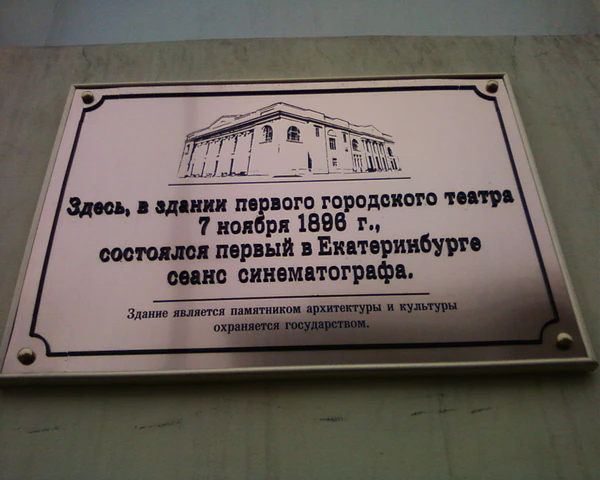 Здесь, в здании первого городского театра
7 ноября 1896 г.,
состоялся первый в Екатеринбурге
сеанс синематографа.
Здание является памятником архитектуры и культуры
охраняется государством.